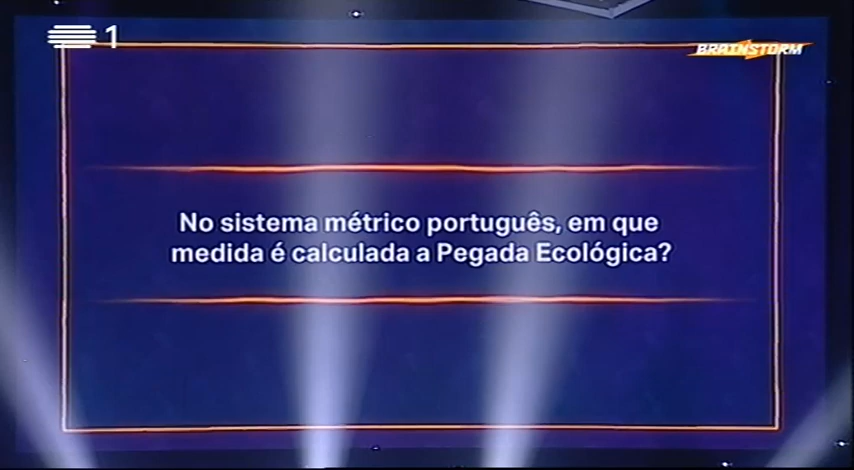 1
BRAINSTORM
No sistema métrico português, em que
medida é calculada a Pegada Ecológica?